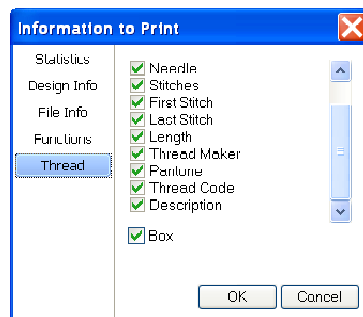 Information to Print
Statistics
Design Info
File Info
Functions
Thread
Needle
Stitches
First Stitch
Last Stitch
Length
Thread Maker
Pantone
Thread Code
Description
Box
OK
Cancel